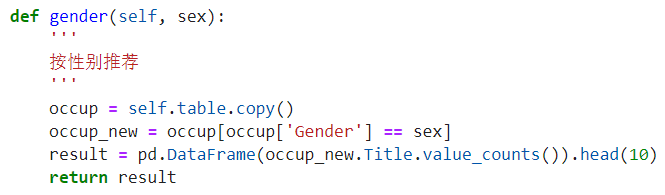 def gender(self, sex):
    '''
    按性别推荐
    '''
    occup = self.table.copy()
    occup_new = occup[occup['Gender'] == sex]
    result = pd.DataFrame(occup_new.Title.value_counts()).head(10)
    return result